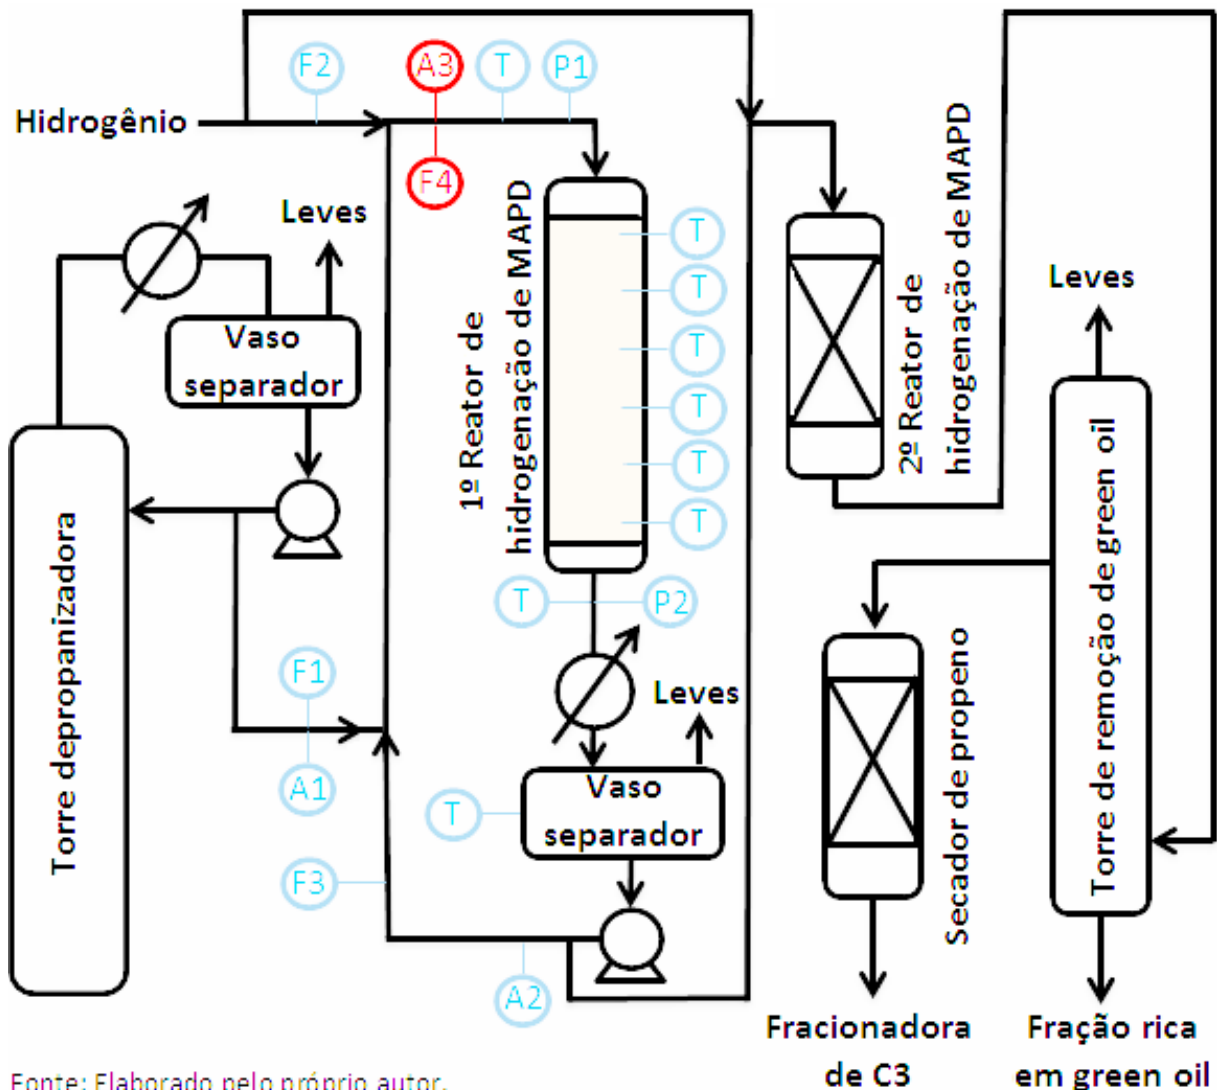 F2
A3
T
P1
Hidrogênio
F4
Leves
Vaso
separador
1º Reator de
hidrogenação de MAPD
T
T
T
T
T
T
2º Reator de
hidrogenação de MAPD
Leves
Torre depropanizadora
T
P2
F1
A1
Leves
T
Vaso
separador
F3
A2
Secador de propeno
Torre de remoção de green oil
Fracionadora
de C3
Fração rica
em green oil
Fonte: Elaborado pelo próprio autor.